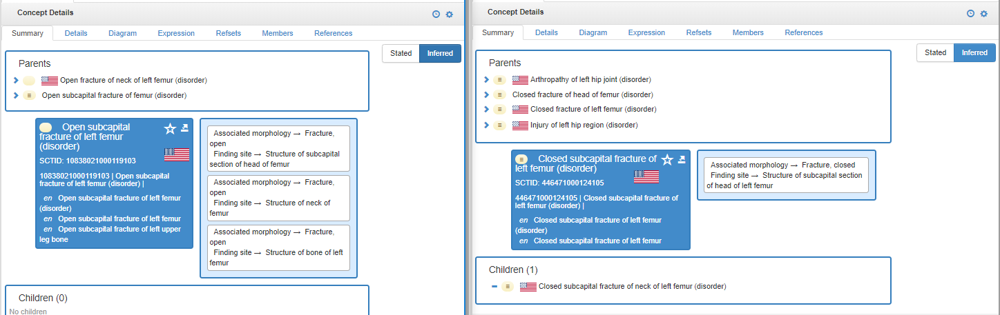 Concept Details
Summary Details Diagram Expression Refsets Members References
Stated Inferred
Parents
Open fracture of neck of left femur (disorder)
≡ Open subcapital fracture of femur (disorder)
Open subcapital
fracture of left femur
(disorder)
SCTID: 10838021000119103
10838021000119103 | Open subcapital
fracture of left femur (disorder) |
en Open subcapital fracture of left femur
(disorder)
en Open subcapital fracture of left femur
en Open subcapital fracture of left upper
leg bone
Associated morphology → Fracture,
open
Finding site → Structure of subcapital
section of head of femur
Associated morphology → Fracture,
open
Finding site → Structure of neck of
femur
Associated morphology → Fracture,
open
Finding site → Structure of bone of left
femur
Children (0)
No children
Concept Details
Summary Details Diagram Expression Refsets Members References
Stated Inferred
Parents
≡ Arthropathy of left hip joint (disorder)
≡ Closed fracture of head of femur (disorder)
≡ Closed fracture of left femur (disorder)
≡ Injury of left hip region (disorder)
≡ Closed subcapital fracture of
left femur (disorder)
SCTID: 446471000124105
446471000124105 | Closed subcapital fracture of
left femur (disorder) |
en Closed subcapital fracture of left femur
(disorder)
en Closed subcapital fracture of left femur
Associated morphology → Fracture, closed
Finding site → Structure of subcapital section
of head of left femur
Children (1)
≡ Closed subcapital fracture of neck of left femur (disorder)